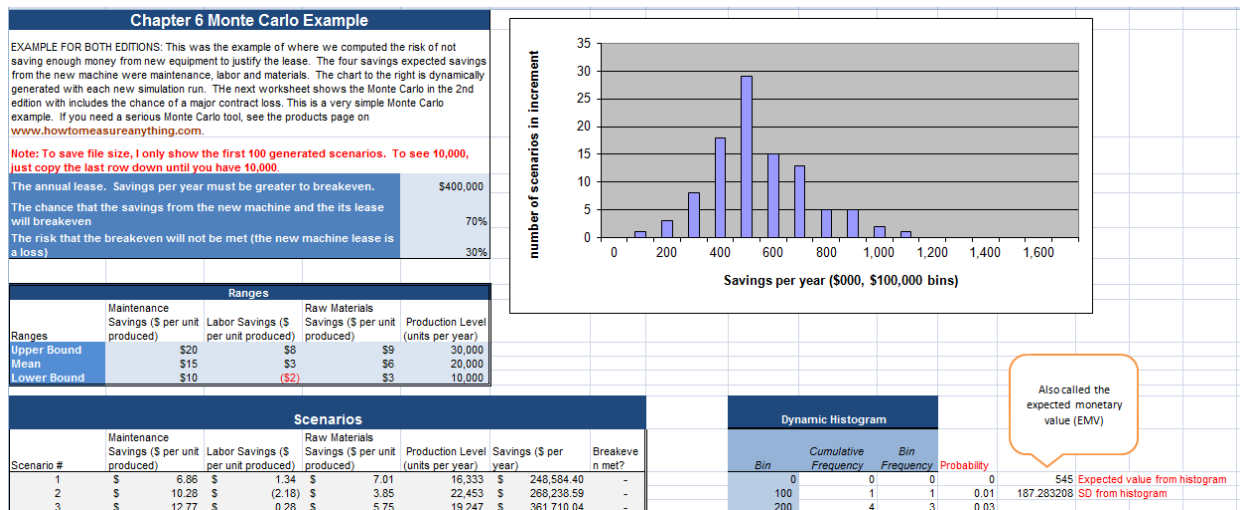 Chapter 6 Monte Carlo Example
EXAMPLE FOR BOTH EDITIONS: This was the example of where we computed the risk of not
saving enough money from new equipment to justify the lease. The four savings expected savings
from the new machine were maintenance, labor and materials. The chart to the right is dynamically
generated with each new simulation run. THe next worksheet shows the Monte Carlo in the 2nd
edition with includes the chance of a major contract loss. This is a very simple Monte Carlo
example. If you need a serious Monte Carlo tool, see the products page on
www.howtomeasureanything.com.
Note: To save file size, I only show the first 100 generated scenarios. To see 10,000,
just copy the last row down until you have 10,000.
The annual lease. Savings per year must be greater to breakeven. $400,000
The chance that the savings from the new machine and the its lease
will breakeven 70%
The risk that the breakeven will not be met (the new machine lease is
a loss) 30%
number of scenarios in increment
35
30
25
20
15
10
5
0
0 200 400 600 800 1,000 1,200 1,400 1,600
Savings per year ($000, $100,000 bins)
Ranges
Maintenance Raw Materials
Savings ($ per unit Labor Savings ($ Savings ($ per unit Production Level
Ranges produced) per unit produced) produced) (units per year)
Upper Bound $20 $8 $9 30,000
Mean $15 $3 $6 20,000
Lower Bound $10 ($2) $3 10,000
Also called the
expected monetary
value (EMV)
Scenarios
Maintenance Raw Materials
Savings ($ per unit Labor Savings ($ Savings ($ per unit Production Level Savings ($ per Breakeve
Scenario # produced) per unit produced) produced) (units per year) year) n met?
1 $ 6.86 $ 1.34 $ 7.01 16,333 $ 248,584.40 -
2 $ 10.28 $ (2.18) $ 3.85 22,453 $ 268,238.59 -
3 $ 12.77 $ 0.28 $ 5.75 19,247 $ 361,710.04 -
Dynamic Histogram
Cumulative Bin
Bin Frequency Frequency Probability
0 0 0 0 545 Expected value from histogram
100 1 1 0.01 187.283208 SD from histogram
200 4 3 0.03